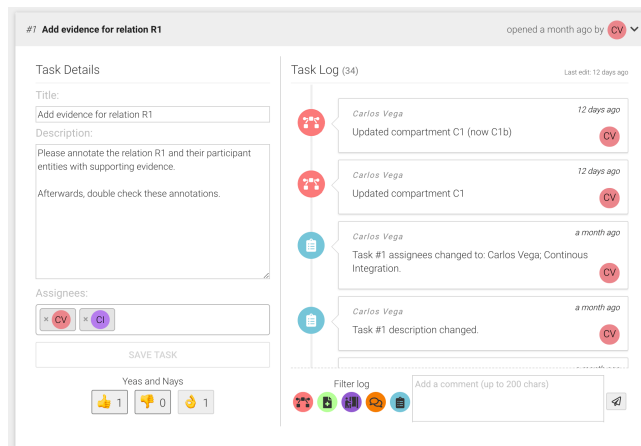 #1 Add evidence for relation R1
opened a month ago by CV
Task Details
Title:
Add evidence for relation R1
Description:
Please annotate the relation R1 and their participant
entities with supporting evidence.
Afterwards, double check these annotations.
Assignees:
× CV × CI
SAVE TASK
Yeas and Nays
1 0 1
Task Log (34)
Last edit: 12 days ago
Carlos Vega
12 days ago
Updated compartment C1 (now C1b)
CV
Carlos Vega
12 days ago
Updated compartment C1
CV
Carlos Vega
a month ago
Task #1 assignees changed to: Carlos Vega; Continous
Integration.
CV
Carlos Vega
a month ago
Task #1 description changed.
CV
Filter log
Add a comment (up to 200 chars)